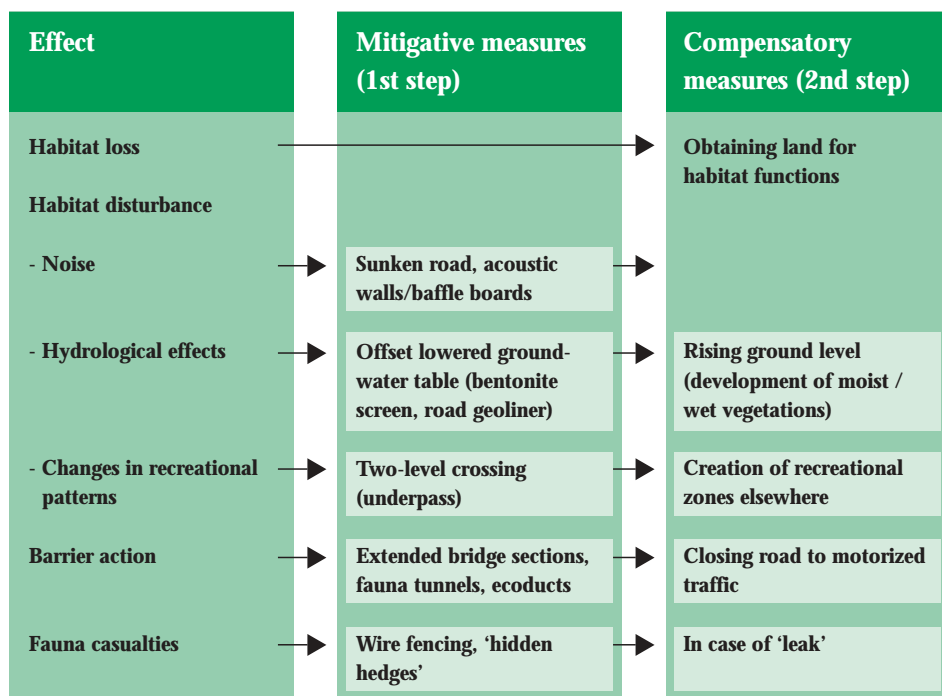 Effect
Mitigative measures
(1st step)
Compensatory
measures (2nd step)
Habitat loss
Obtaining land for
habitat functions
Habitat disturbance
- Noise
Sunken road, acoustic
walls/baffle boards
- Hydrological effects
Offset lowered ground-
water table (bentonite
screen, road geoliner)
Rising ground level
(development of moist /
wet vegetations)
- Changes in recreational
patterns
Two-level crossing
(underpass)
Creation of recreational
zones elsewhere
Barrier action
Extended bridge sections,
fauna tunnels, ecoducts
Closing road to motorized
traffic
Fauna casualties
Wire fencing, ‘hidden
hedges’
In case of ‘leak’